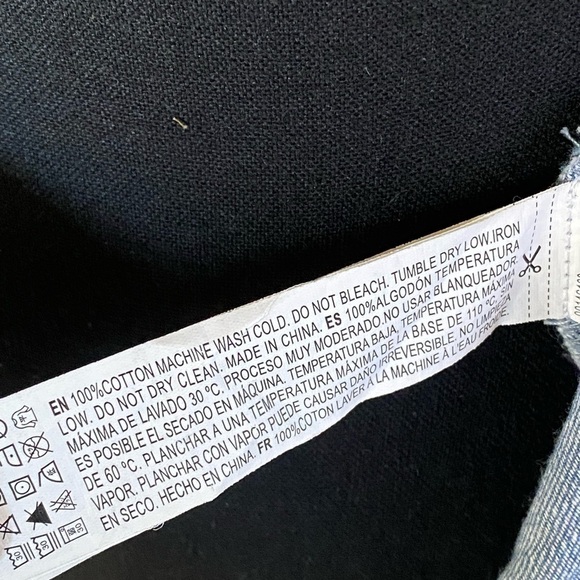 EN 100%COTTON MACHINE WASH COLD. DO NOT BLEACH. TUMBLE DRY LOW.IRON
LOW. DO NOT DRY CLEAN. MADE IN CHINA. ES 100%ALGODÓN TEMPERATURA
MÁXIMA DE LAVADO 30 ºC. PROCESO MUY MODERADO.NO USAR BLANQUEADOR
ES POSIBLE EL SECADO EN MÁQUINA. TEMPERATURA BAJA, TEMPERATURA MÁXIMA
DE 60 ºC. PLANCHAR A UNA TEMPERATURA MÁXIMA DE LA BASE DE 110 ºC, SIN
VAPOR. PLANCHAR CON VAPOR PUEDE CAUSAR DAÑO IRREVERSIBLE. NO LIMPIEZA
EN SECO. HECHO EN CHINA. FR 100%COTON LAVER À LA MACHINE À L'EAU FROIDE.